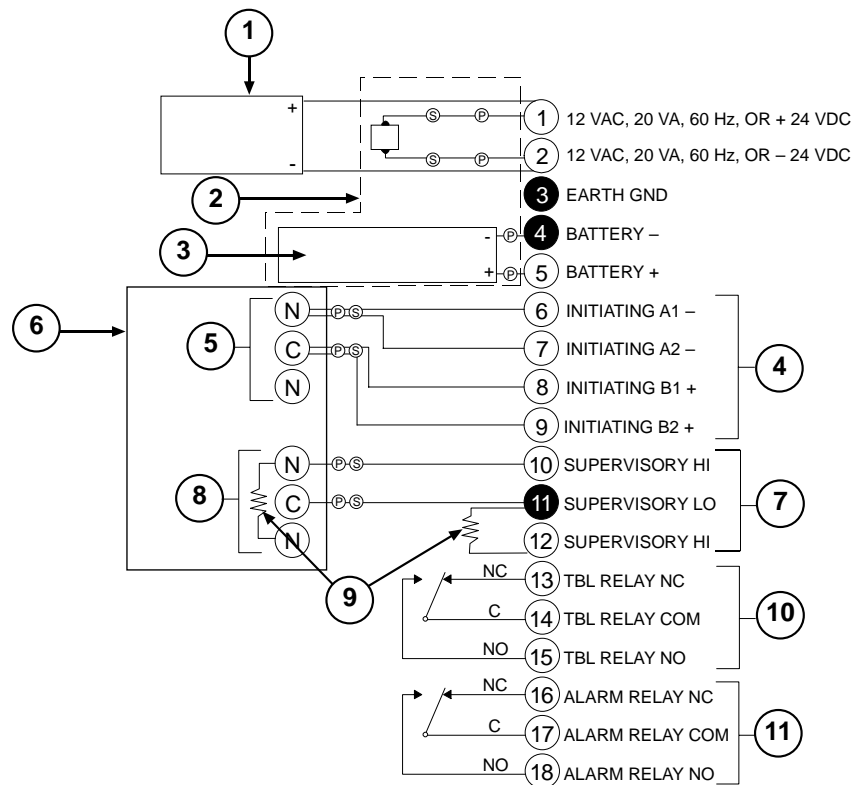 1
+
-
S P 1 12 VAC, 20 VA, 60 Hz, OR + 24 VDC
S P 2 12 VAC, 20 VA, 60 Hz, OR – 24 VDC
2
3 EARTH GND
3
- P 4 BATTERY –
+ P 5 BATTERY +
6
5
N P S 6 INITIATING A1 –
C P S 7 INITIATING A2 –
N 8 INITIATING B1 +
9 INITIATING B2 +
4
8
N P S 10 SUPERVISORY HI
C P S 11 SUPERVISORY LO
N 12 SUPERVISORY HI
7
9
NC 13 TBL RELAY NC
C 14 TBL RELAY COM
NO 15 TBL RELAY NO
10
NC 16 ALARM RELAY NC
C 17 ALARM RELAY COM
NO 18 ALARM RELAY NO
11